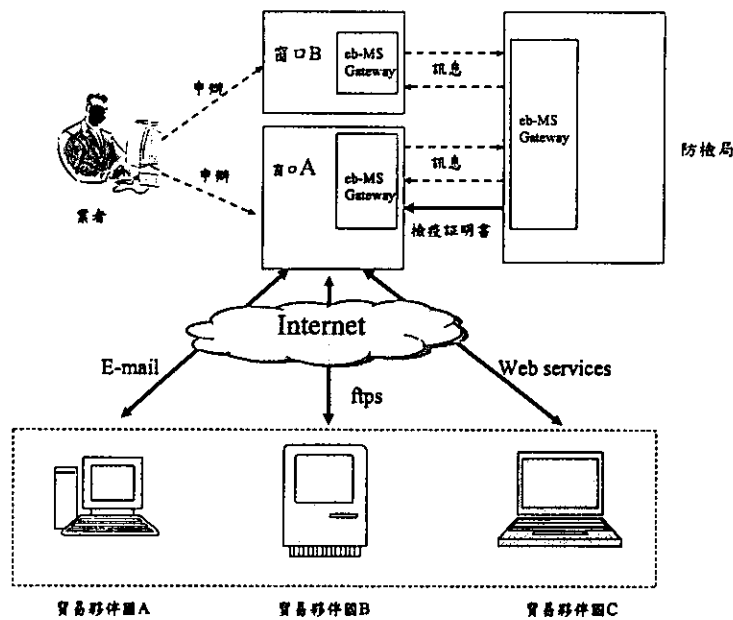 窗口B
eb-MS
Gateway
訊息
申辦
窗口A
eb-MS
Gateway
訊息
申辦
業者
檢疫証明書
eb-MS
Gateway
防檢局
Internet
E-mail
ftps
Web services
貿易夥伴國A
貿易夥伴國B
貿易夥伴國C